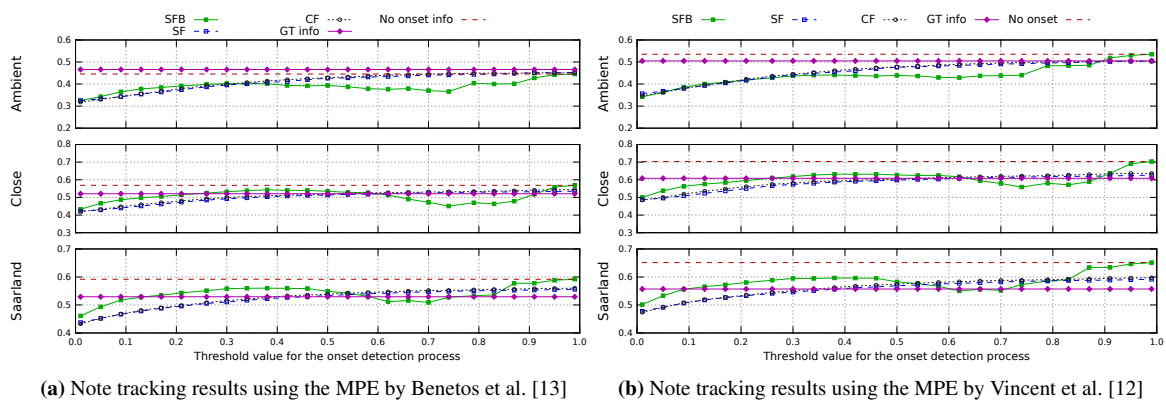 SFB CF No onset info
SF GT info
Ambient
0.6
0.5
0.4
0.3
0.2
Close
0.8
0.7
0.6
0.5
0.4
0.3
Saarland
0.7
0.6
0.5
0.4
0.0 0.1 0.2 0.3 0.4 0.5 0.6 0.7 0.8 0.9 1.0
Threshold value for the onset detection process
(a) Note tracking results using the MPE by Benetos et al. [13]
SFB SF CF GT info No onset
Ambient
0.6
0.5
0.4
0.3
0.2
Close
0.8
0.7
0.6
0.5
0.4
0.3
Saarland
0.7
0.6
0.5
0.4
0.0 0.1 0.2 0.3 0.4 0.5 0.6 0.7 0.8 0.9 1.0
Threshold value for the onset detection process
(b) Note tracking results using the MPE by Vincent et al. [12]